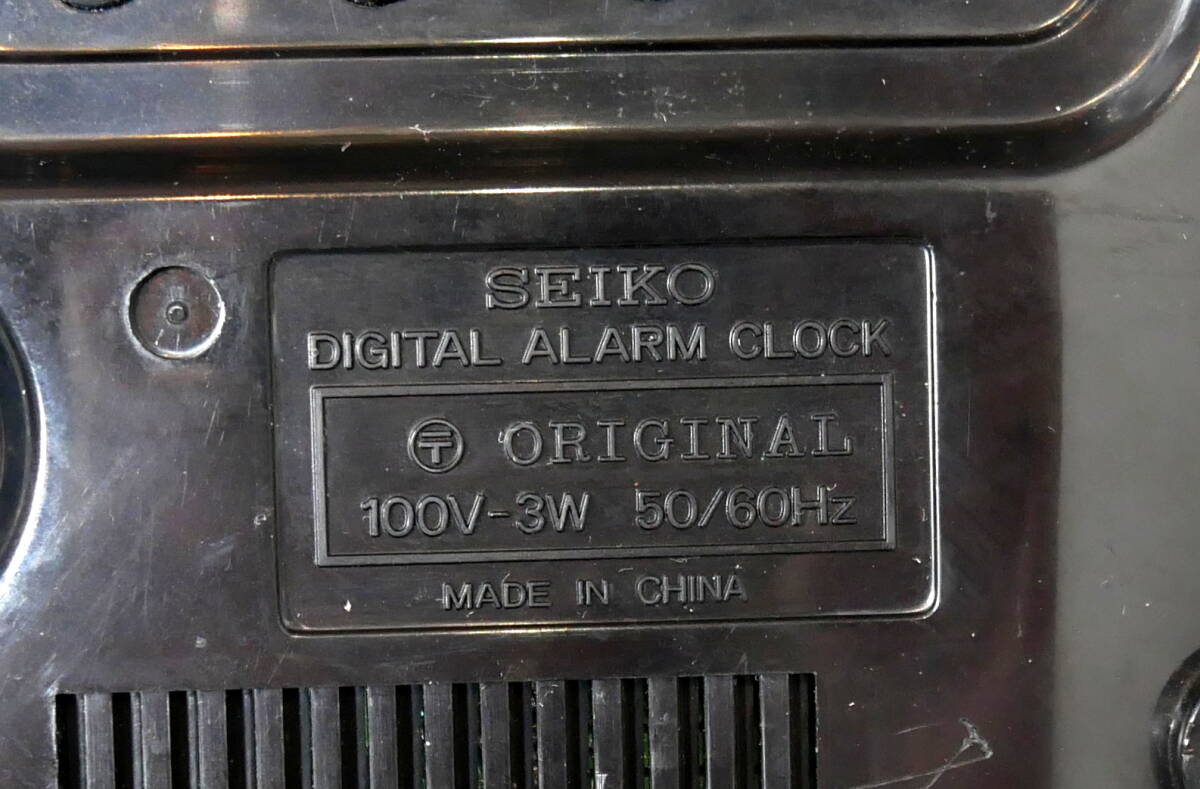 SEIKO
DIGITAL ALARM CLOCK
〶 ORIGINAL
100V-3W 50/60Hz
MADE IN CHINA